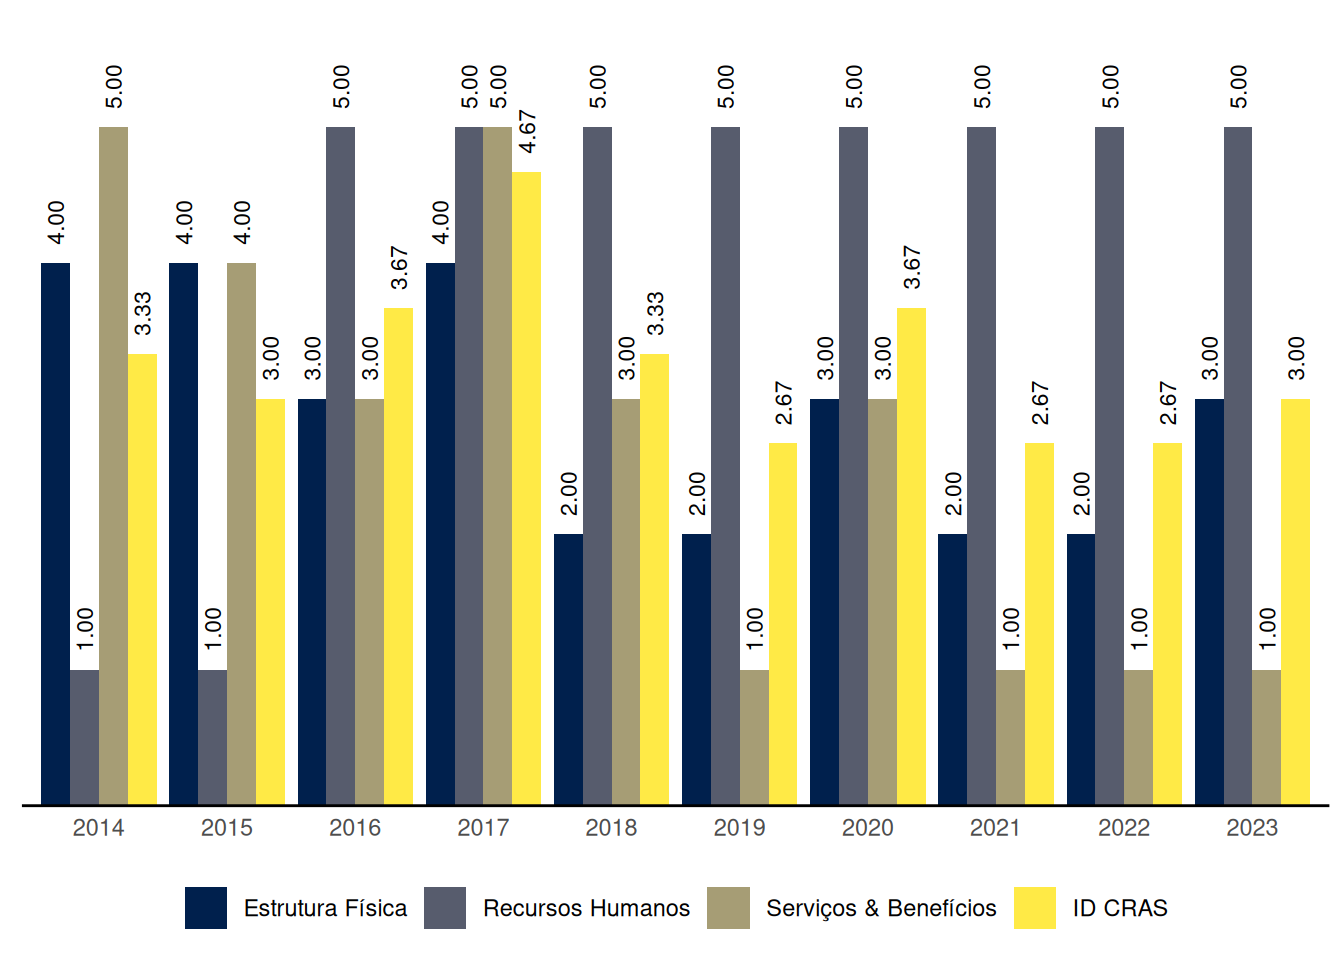 4.00 1.00 5.00 3.33
4.00 1.00 4.00 3.00
3.00 5.00 3.00 3.67
4.00 5.00 5.00 4.67
2.00 5.00 3.00 3.33
2.00 5.00 1.00 2.67
3.00 5.00 3.00 3.67
2.00 5.00 1.00 2.67
2.00 5.00 1.00 2.67
3.00 5.00 1.00 3.00
2014 2015 2016 2017 2018 2019 2020 2021 2022 2023
Estrutura Física Recursos Humanos Serviços & Benefícios ID CRAS